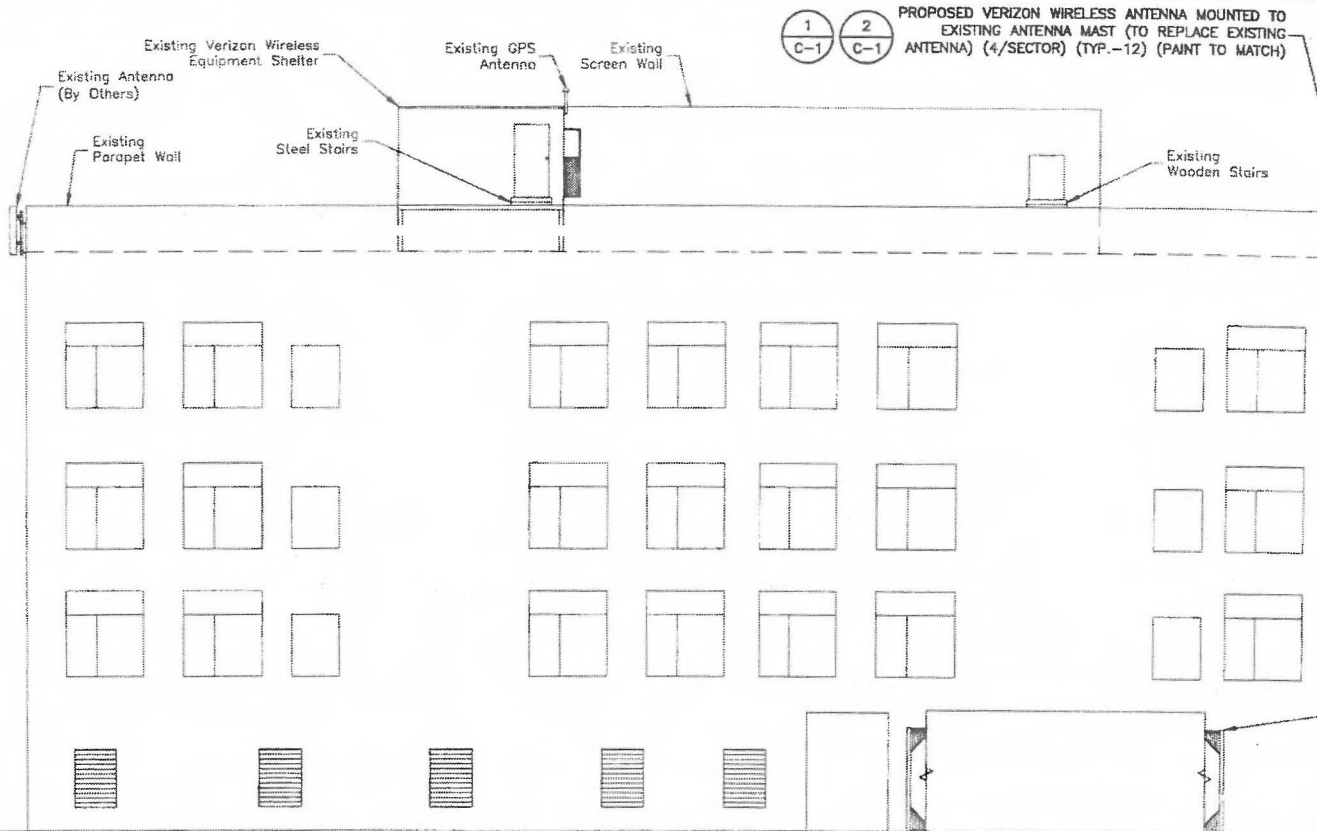 1
C-1
2
C-1
PROPOSED VERIZON WIRELESS ANTENNA MOUNTED TO
EXISTING ANTENNA MAST (TO REPLACE EXISTING
ANTENNA) (4/SECTOR) (TYP.-12) (PAINT TO MATCH)
Existing Verizon Wireless
Equipment Shelter
Existing GPS
Antenna
Existing
Screen Wall
Existing Antenna
(By Others)
Existing
Parapet Wall
Existing
Steel Stairs
Existing
Wooden Stairs